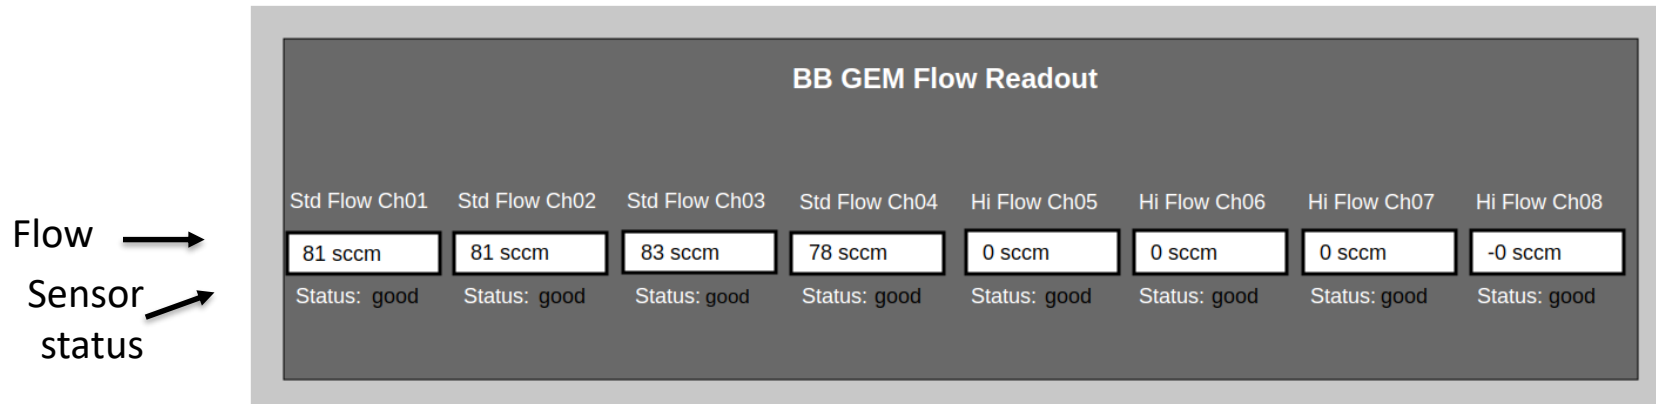 BB GEM Flow Readout
Std Flow Ch01 Std Flow Ch02 Std Flow Ch03 Std Flow Ch04 Hi Flow Ch05 Hi Flow Ch06 Hi Flow Ch07 Hi Flow Ch08
Flow
81 sccm 81 sccm 83 sccm 78 sccm 0 sccm 0 sccm 0 sccm -0 sccm
Sensor
status
Status: good Status: good Status: good Status: good Status: good Status: good Status: good Status: good